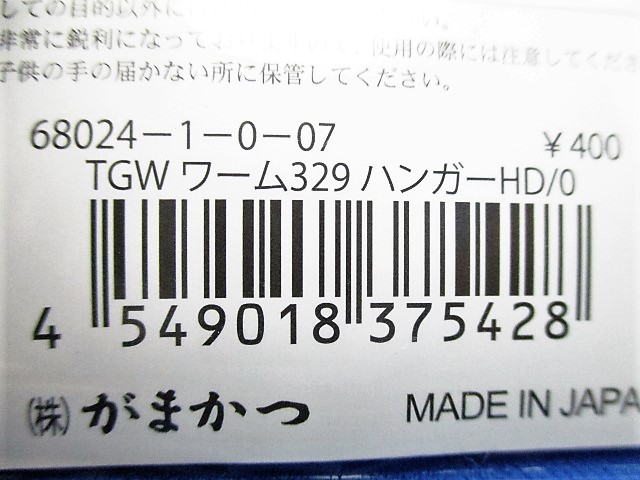 しての目的以外に
非常に鋭利になっており 使用の際には注意してくださ
子供の手の届かない所に保管してください。
68024-1-0-07
¥400
TGW ワーム329 ハンガーHD/0
4 549018 375428
㈱がまかつ
MADE IN JAPA